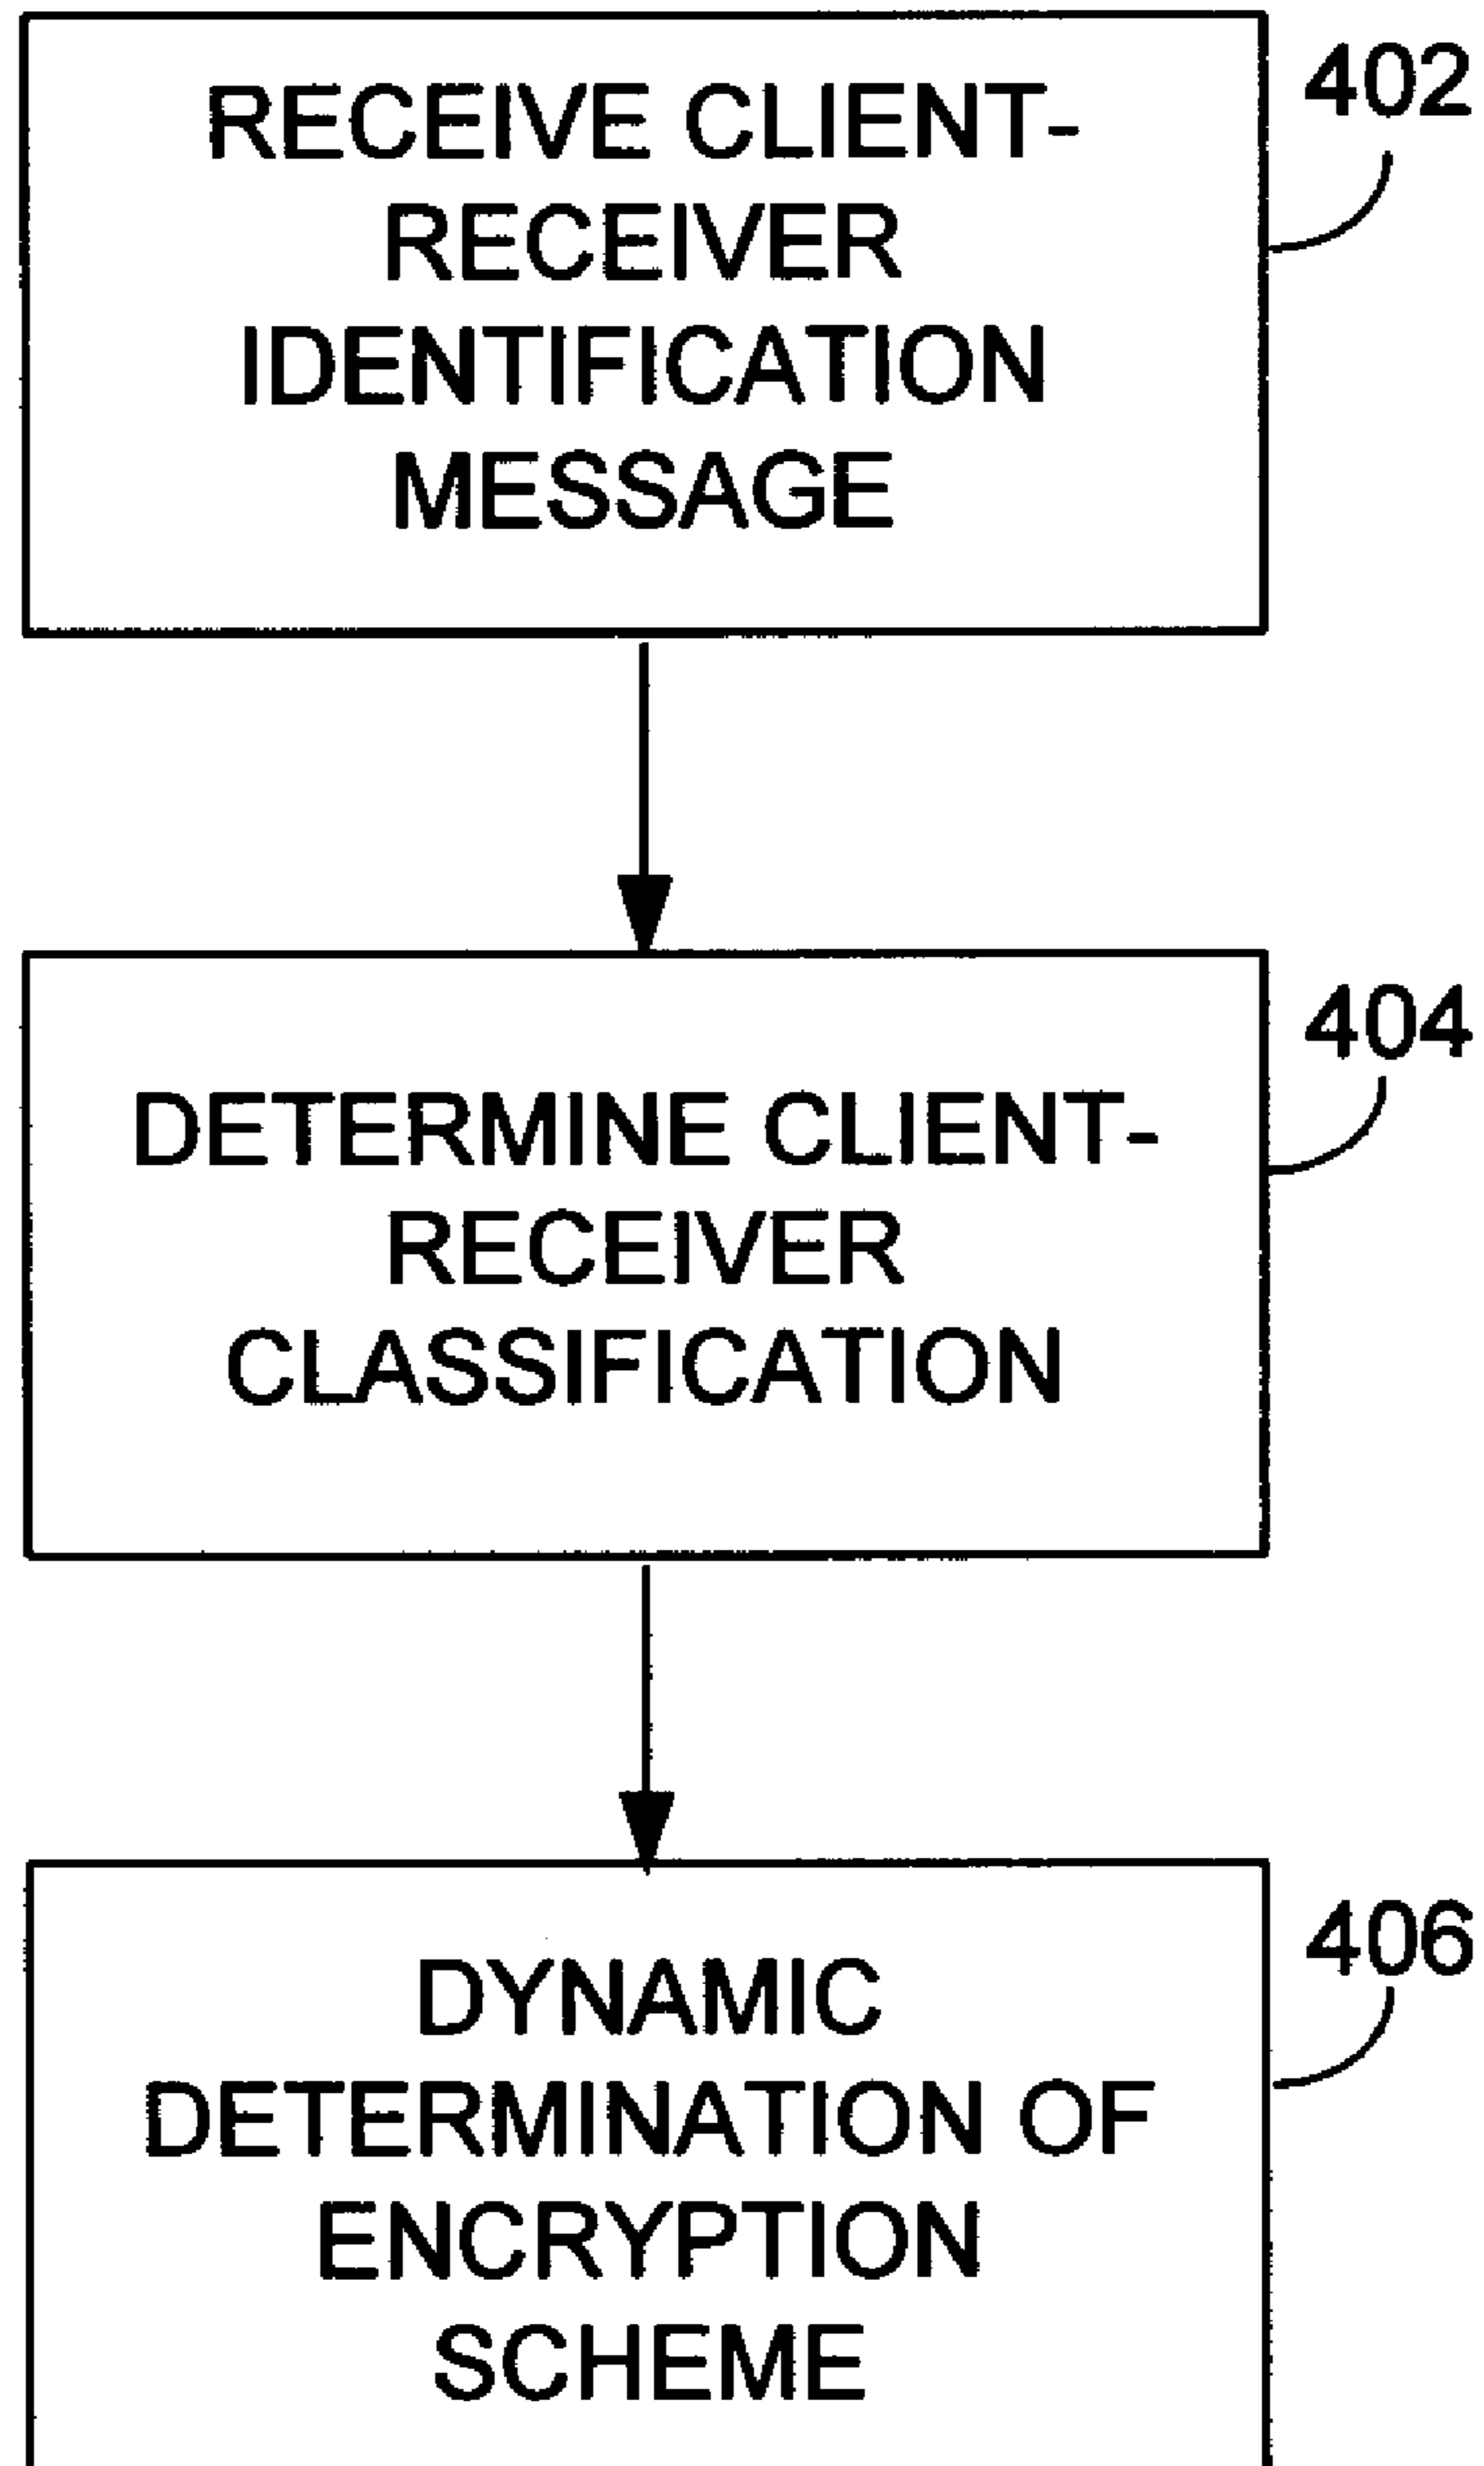 RECEIVE CLIENT-
RECEIVER
IDENTIFICATION
MESSAGE
402
DETERMINE CLIENT-
RECEIVER
CLASSIFICATION
404
DYNAMIC
DETERMINATION OF
ENCRYPTION
SCHEME
406